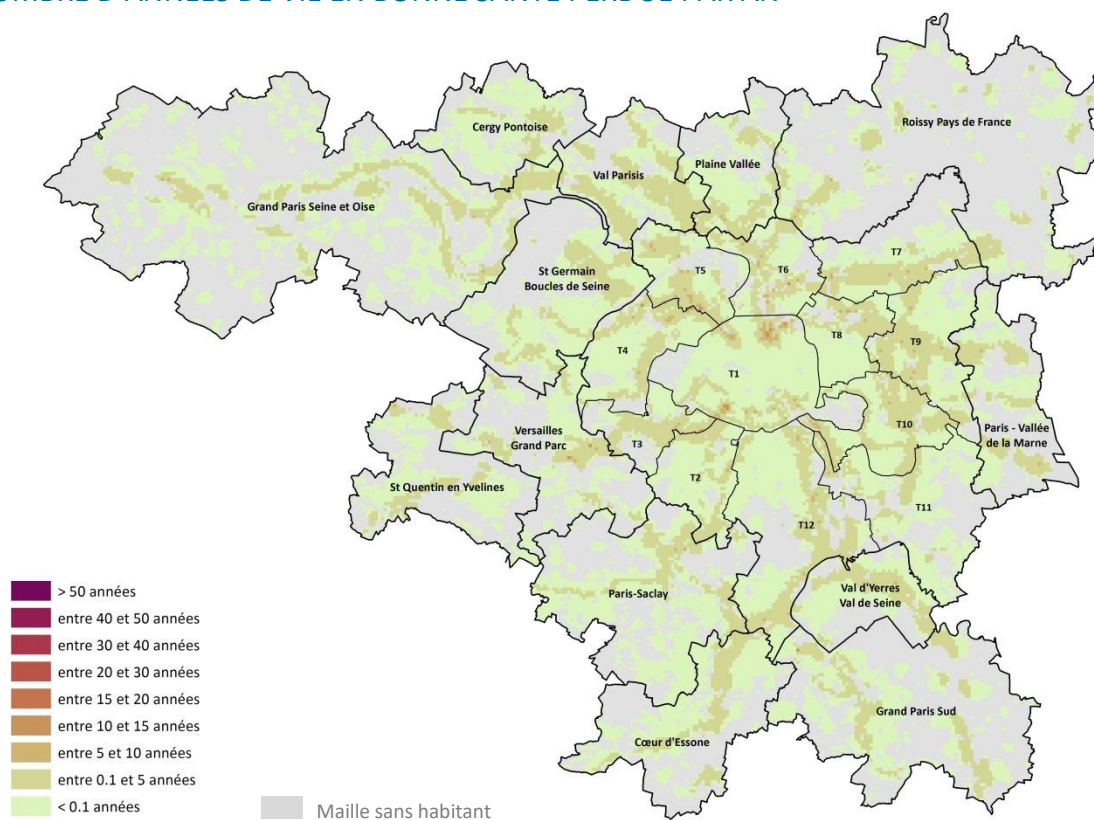 Cergy Pontoise
Roissy Pays de France
Plaine Vallée
Val Parisis
Grand Paris Seine et Oise
T7
St Germain
Boucles de Seine
T5
T6
T4
T8
T9
T1
T10
Paris - Vallée
de la Marne
Versailles
Grand Parc
T3
T2
St Quentin en Yvelines
T11
T12
Paris-Saclay
Val d'Yerres
Val de Seine
Grand Paris Sud
Cœur d'Essone
> 50 années
entre 40 et 50 années
entre 30 et 40 années
entre 20 et 30 années
entre 15 et 20 années
entre 10 et 15 années
entre 5 et 10 années
entre 0.1 et 5 années
< 0.1 années
Maille sans habitant